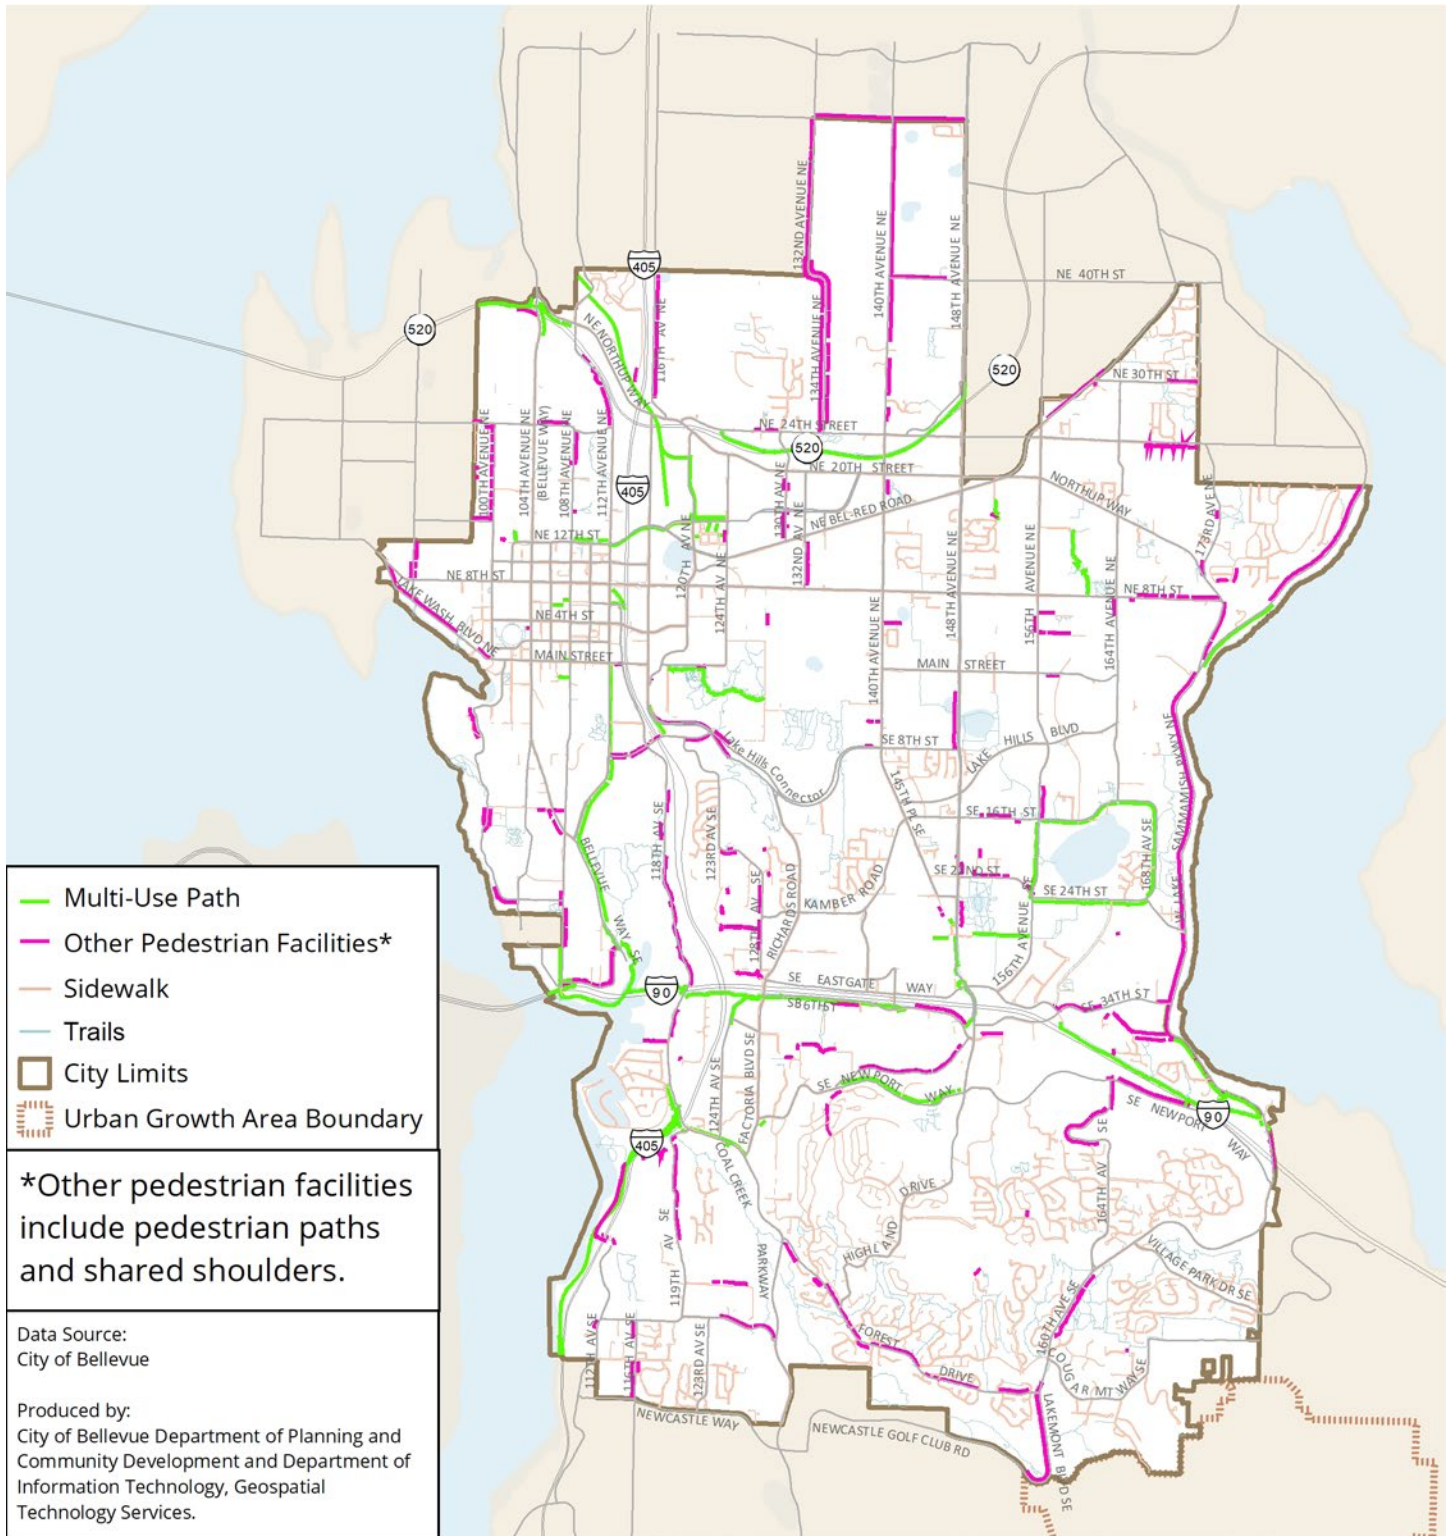 132ND AVENUE NE
140TH AVENUE NE
148TH AVENUE NE
405
NE 40TH ST
520
NE NORTHUP WAY
116TH AV NE
134TH AVENUE NE
520
NE 30TH ST
100TH AVENUE NE
104TH AVENUE NE
(BELLEVUE WAY)
108TH AVENUE NE
112TH AVENUE NE
NE 24TH STREET
520
NE 20TH STREET
405
130TH AV NE
NE BEL-RED ROAD
NORTHUP WAY
173RD AVE NE
NE 12TH ST
120TH AV NE
124TH AV NE
132ND AV NE
148TH AVENUE NE
156TH AVENUE NE
164TH AVENUE NE
NE 8TH ST
NE 8TH ST
LAKE WASH BLVD NE
NE 4TH ST
MAIN STREET
140TH AVENUE NE
MAIN STREET
Lake Hills Connector
SE 8TH ST
LAKE HILLS BLVD
W LAKE SAMMAMISH PKWY NE
145TH PL SE
SE 16TH ST
118TH AV SE
123RD AV SE
BELLEVUE WAY SE
128TH AV SE
RICHARDS ROAD
KAMBER ROAD
SE 22ND ST
SE 24TH ST
168TH AV SE
156TH AVENUE SE
90
SE EASTGATE WAY
SE 34TH ST
124TH AV SE
FACTORIA BLVD SE
SE NEWPORT WAY
SE NEWPORT WAY
90
405
COAL CREEK PARKWAY
HIGHLAND DRIVE
164TH AV SE
VILLAGE PARK DR SE
119TH AV SE
160TH AVE SE
FOREST DRIVE
COUGAR MT WAY SE
112TH AV SE
116TH AV SE
123RD AV SE
LAKEMONT BLVD SE
NEWCASTLE WAY
NEWCASTLE GOLF CLUB RD
Multi-Use Path
Other Pedestrian Facilities*
Sidewalk
Trails
City Limits
Urban Growth Area Boundary
*Other pedestrian facilities
include pedestrian paths
and shared shoulders.
Data Source:
City of Bellevue
Produced by:
City of Bellevue Department of Planning and
Community Development and Department of
Information Technology, Geospatial
Technology Services.